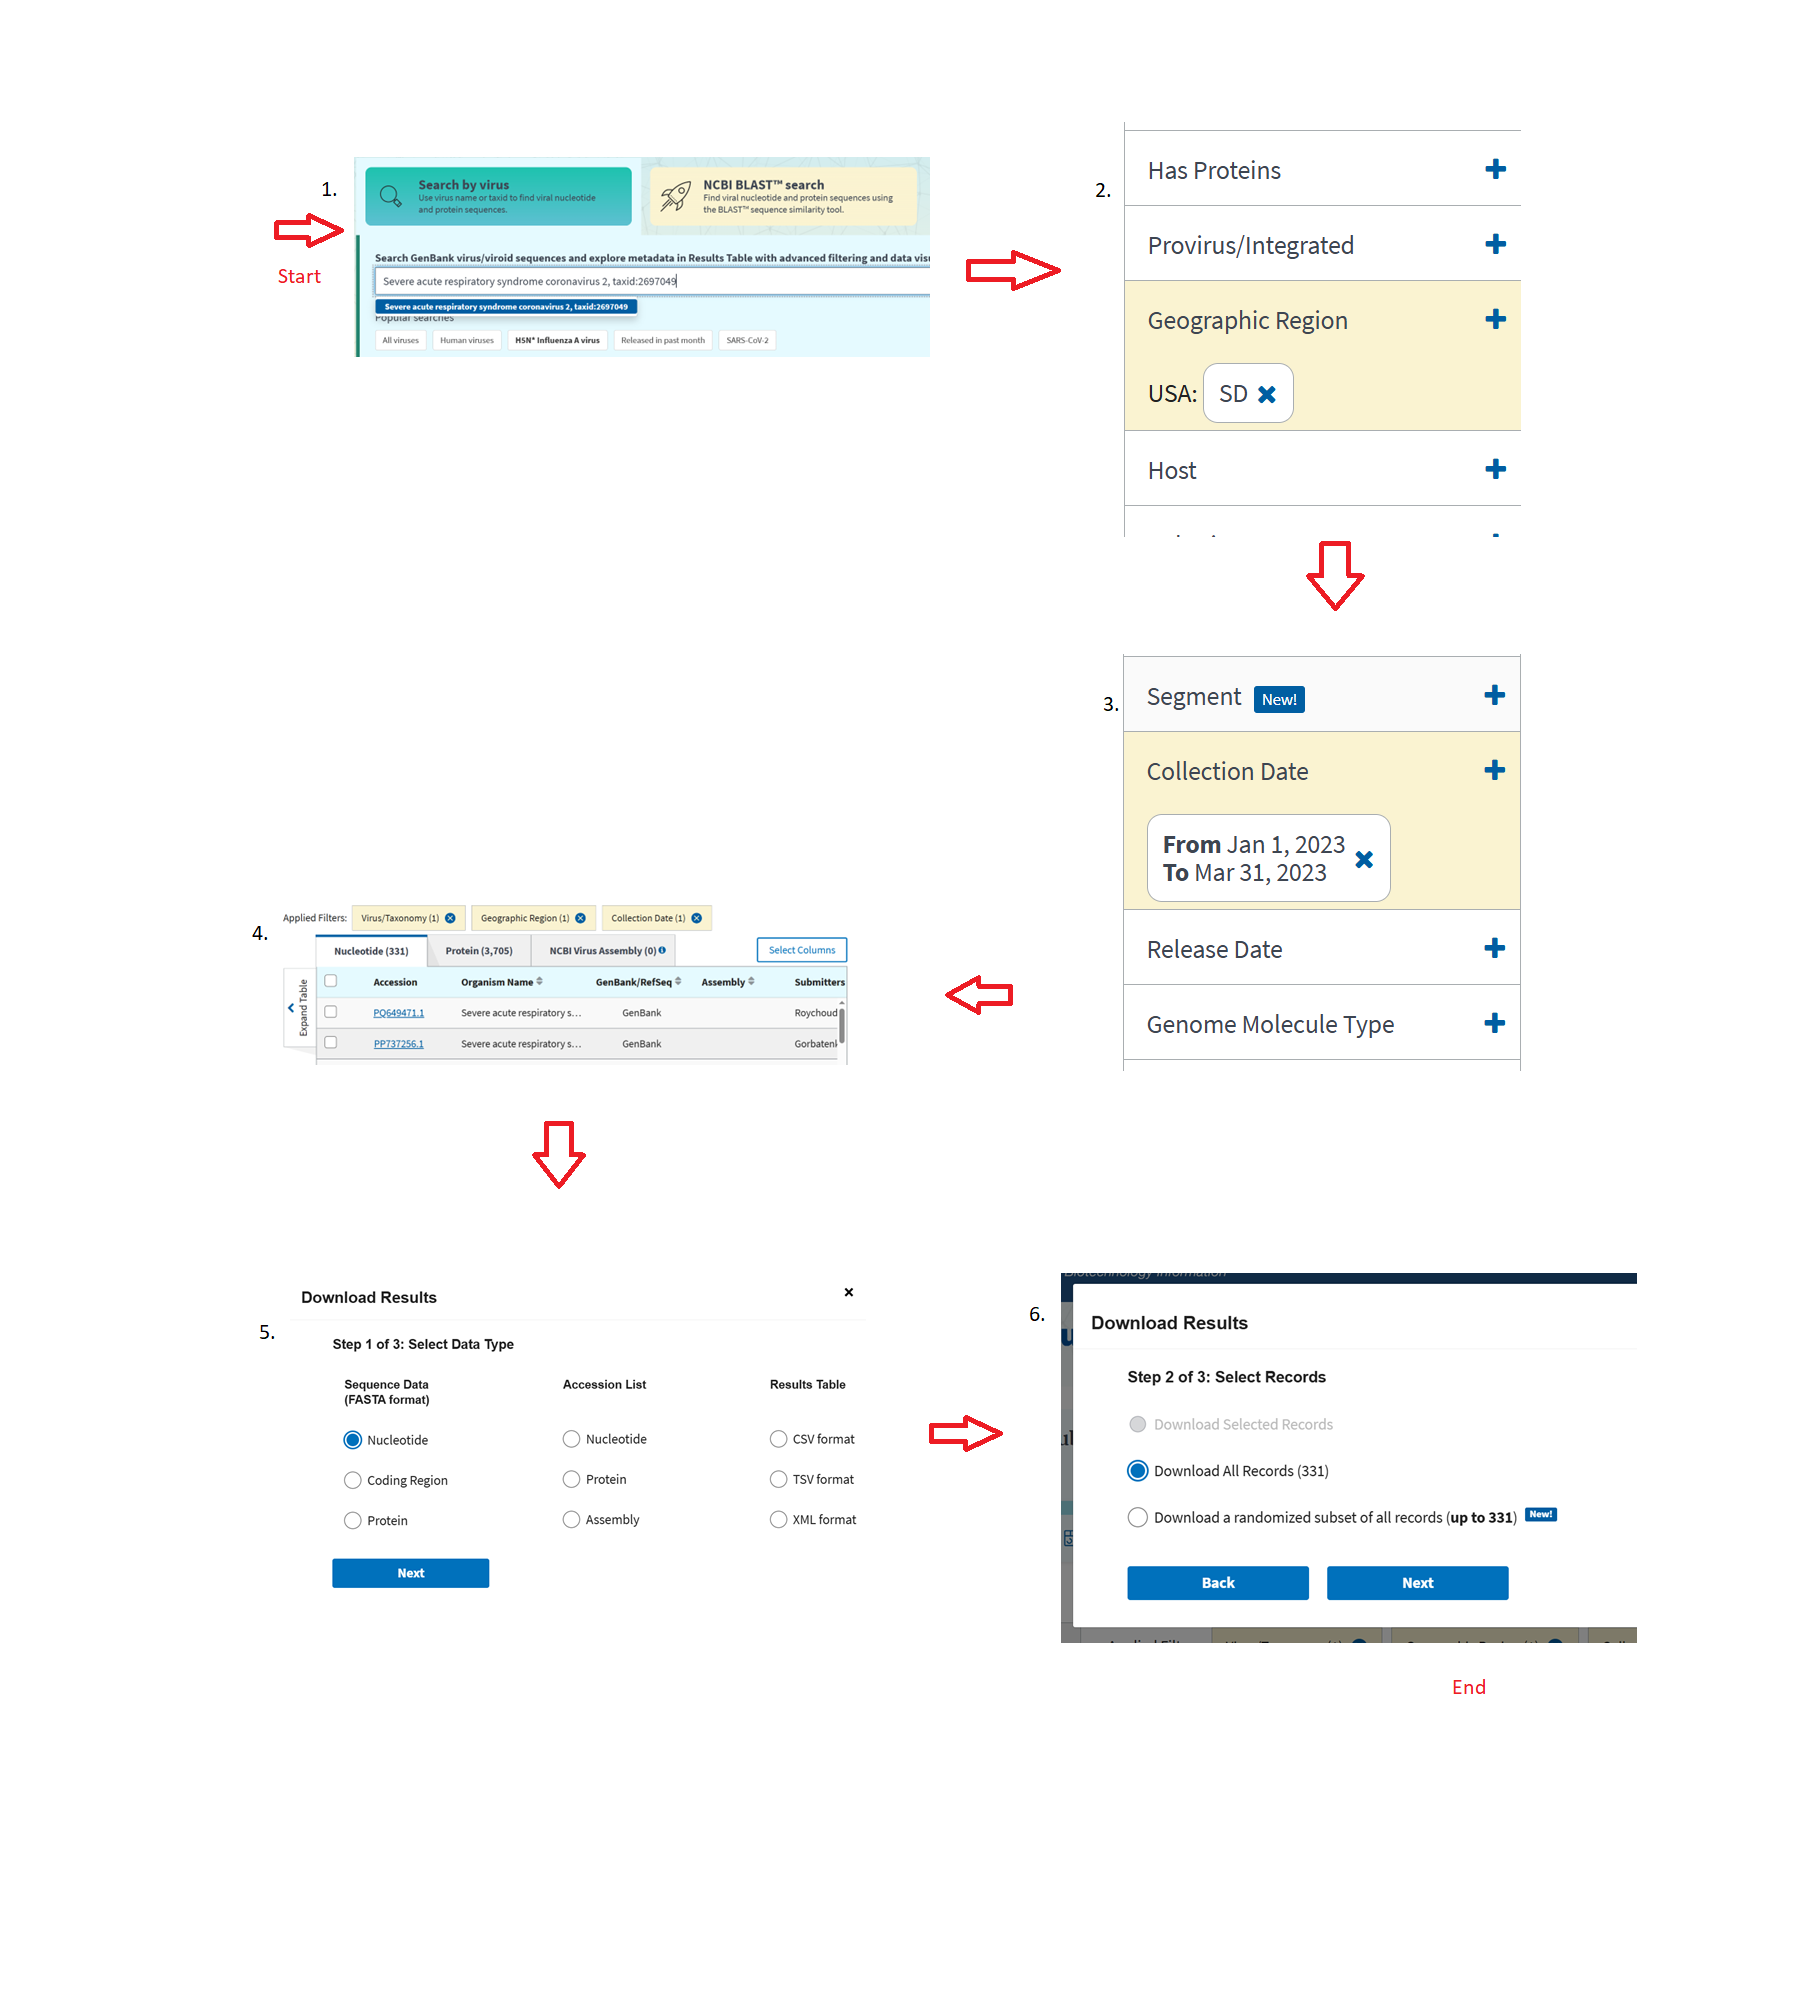 1.
Start
Search by virus
Use virus name or taxid to find viral nucleotide
and protein sequences.
NCBI BLAST™ search
Find viral nucleotide and protein sequences using
the BLAST™ sequence similarity tool.
Search GenBank virus/viroid sequences and explore metadata in Results Table with advanced filtering and data
Severe acute respiratory syndrome coronavirus 2, taxid:2697049
Severe acute respiratory syndrome coronavirus 2, taxid:2697049
Popular searches
All viruses
Human viruses
H5N* Influenza A virus
Released in past month
SARS-CoV-2
2.
Has Proteins
Provirus/Integrated
Geographic Region
USA: SD
Host
3.
Segment New!
Collection Date
From Jan 1, 2023
To Mar 31, 2023
Release Date
Genome Molecule Type
4.
Applied Filters: Virus/Taxonomy (1) Geographic Region (1) Collection Date (1)
Nucleotide (331) Protein (3,705) NCBI Virus Assembly (0) Select Columns
Expand Table
Accession Organism Name GenBank/RefSeq Assembly Submitters
PQ649471.1 Severe acute respiratory s... GenBank Roychoud
PP737256.1 Severe acute respiratory s... GenBank Gorbaten
5.
Download Results
Step 1 of 3: Select Data Type
Sequence Data
(FASTA format)
Nucleotide
Coding Region
Protein
Accession List
Nucleotide
Protein
Assembly
Results Table
CSV format
TSV format
XML format
Next
6.
Biotechnology Information
Download Results
Step 2 of 3: Select Records
Download Selected Records
Download All Records (331)
Download a randomized subset of all records (up to 331) New!
Back
Next
End